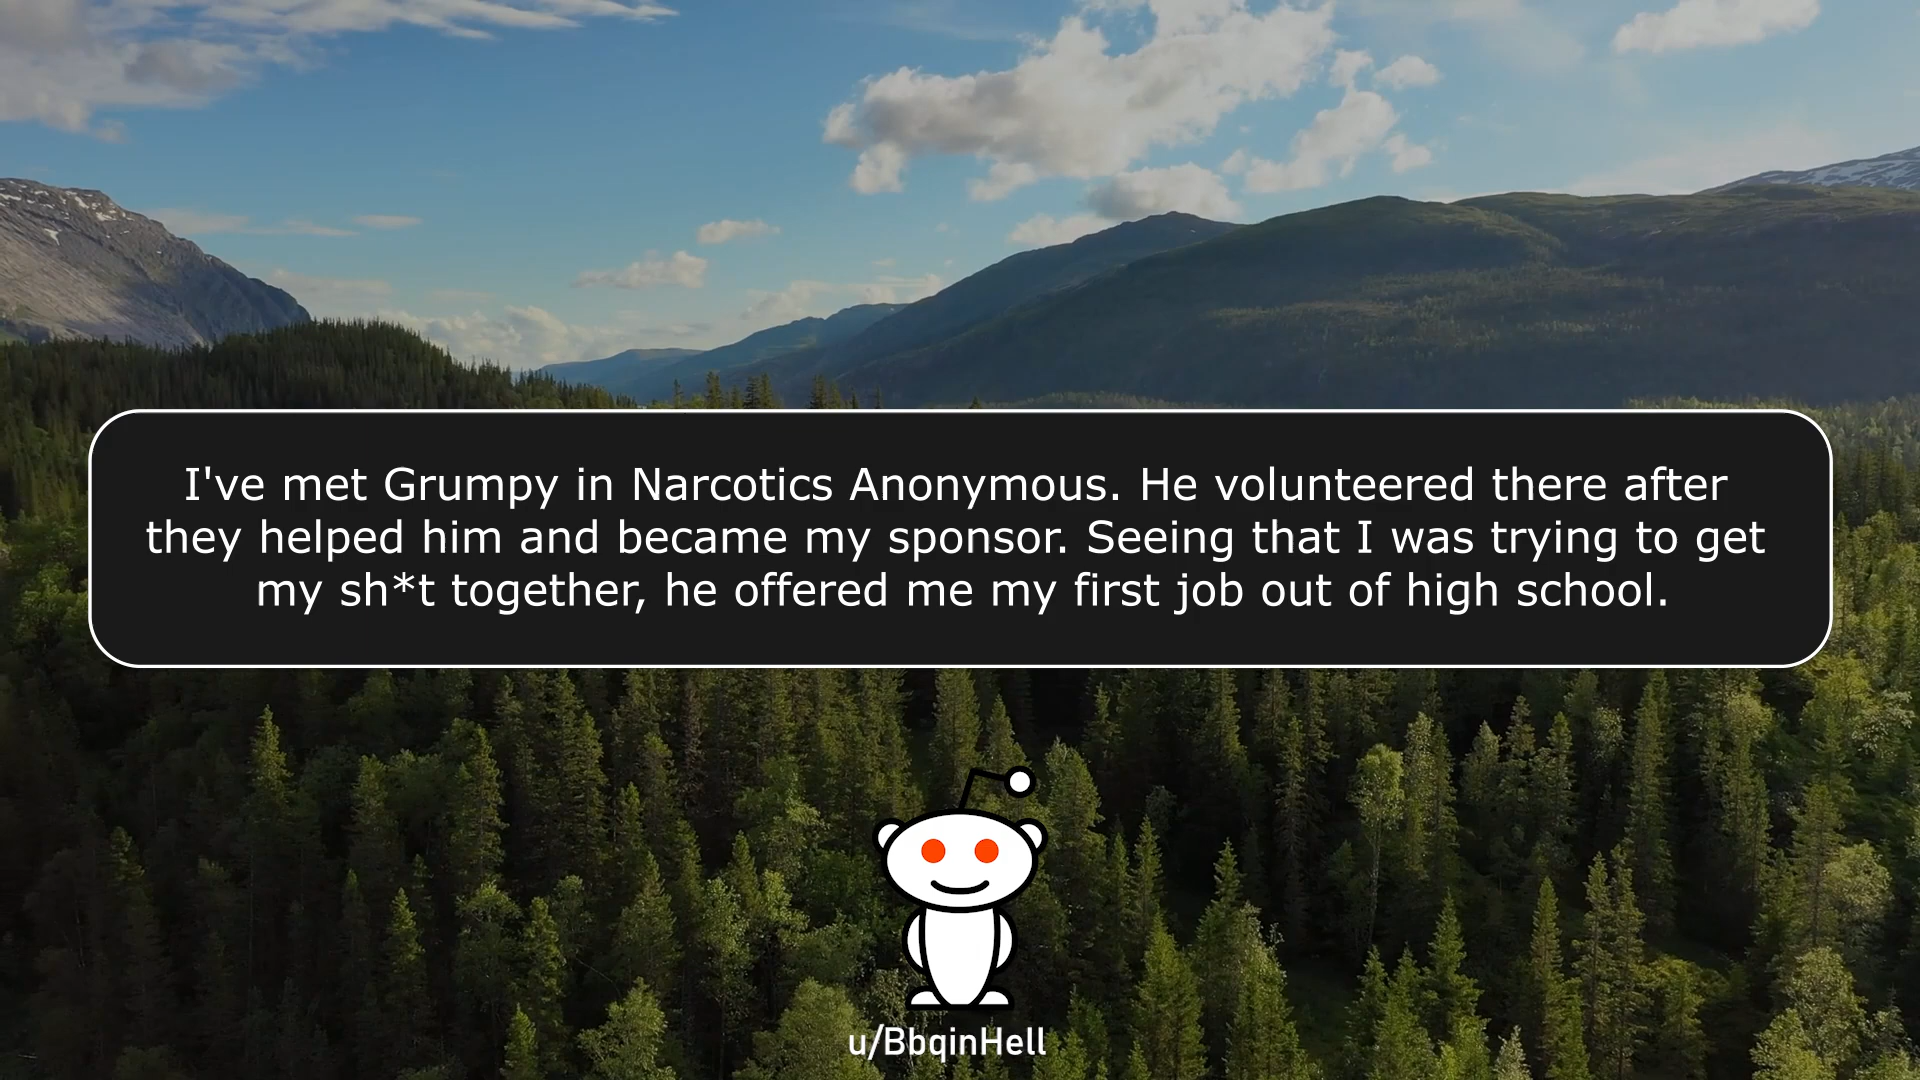 I've met Grumpy in Narcotics Anonymous. He volunteered there after
they helped him and became my sponsor. Seeing that I was trying to get
my sh*t together, he offered me my first job out of high school.
u/BbqinHell